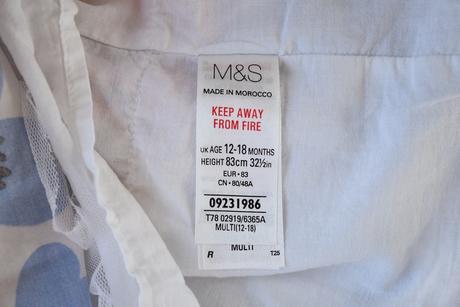 M&S
MADE IN MOROCCO
KEEP AWAY
FROM FIRE
UK AGE 12-18 MONTHS
HEIGHT 83cm 32½in
EUR • 83
CN • 80/48A
09231986
T78 02919/6365A
MULTI(12-18)
MULTI
R T25